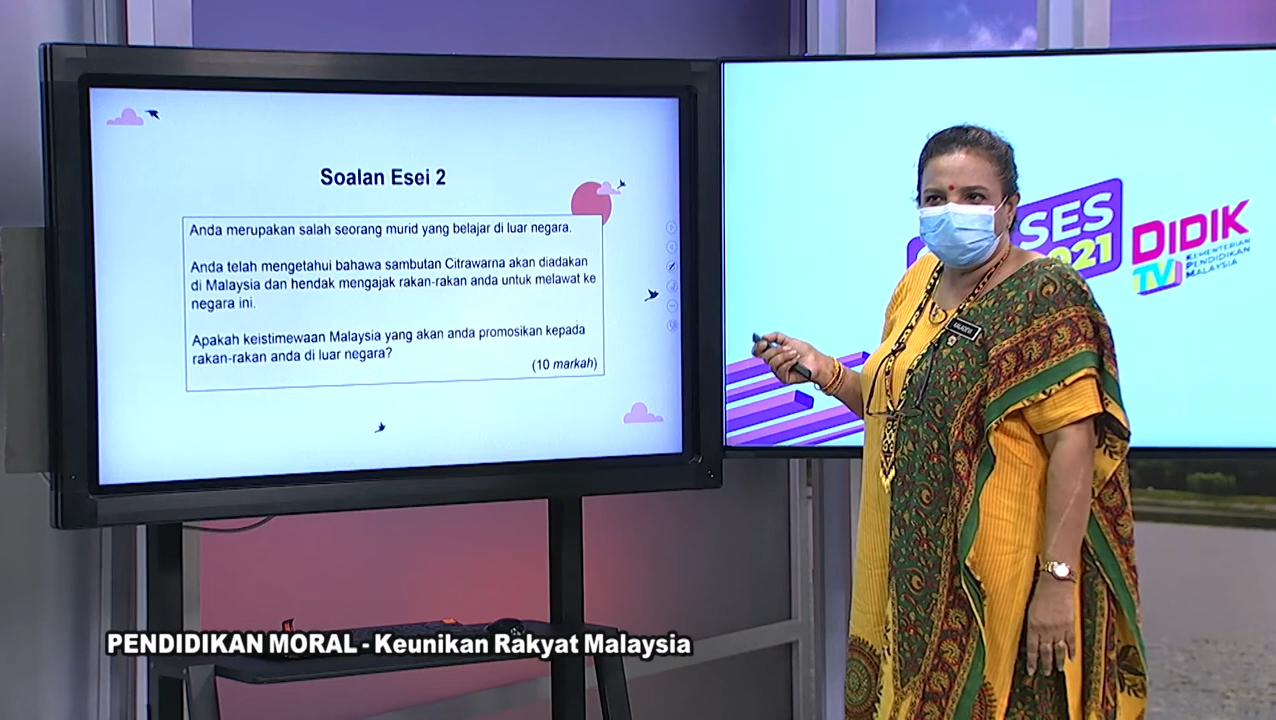 Soalan Esei 2
Anda merupakan salah seorang murid yang belajar di luar negara.
Anda telah mengetahui bahawa sambutan Citrawarna akan diadakan
di Malaysia dan hendak mengajak rakan-rakan anda untuk melawat ke
negara ini.
Apakah keistimewaan Malaysia yang akan anda promosikan kepada
rakan-rakan anda di luar negara?
(10 markah)
SES
2021
DIDIK
TV
KEMENTERIAN
PENDIDIKAN
MALAYSIA
PENDIDIKAN MORAL - Keunikan Rakyat Malaysia